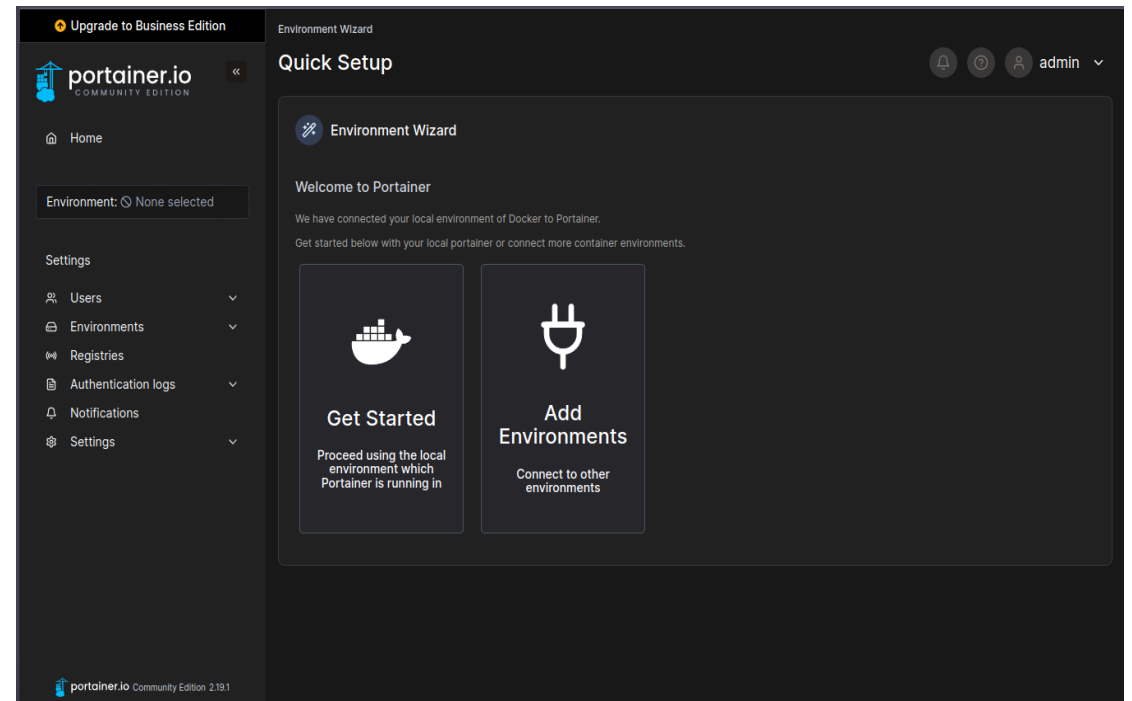 Upgrade to Business Edition
portainer.io
COMMUNITY EDITION
Home
Environment: None selected
Settings
Users
Environments
Registries
Authentication logs
Notifications
Settings
portainer.io Community Edition 2.19.1
Environment Wizard
Quick Setup
admin
Environment Wizard
Welcome to Portainer
We have connected your local environment of Docker to Portainer.
Get started below with your local portainer or connect more container environments.
Get Started
Proceed using the local
environment which
Portainer is running in
Add
Environments
Connect to other
environments